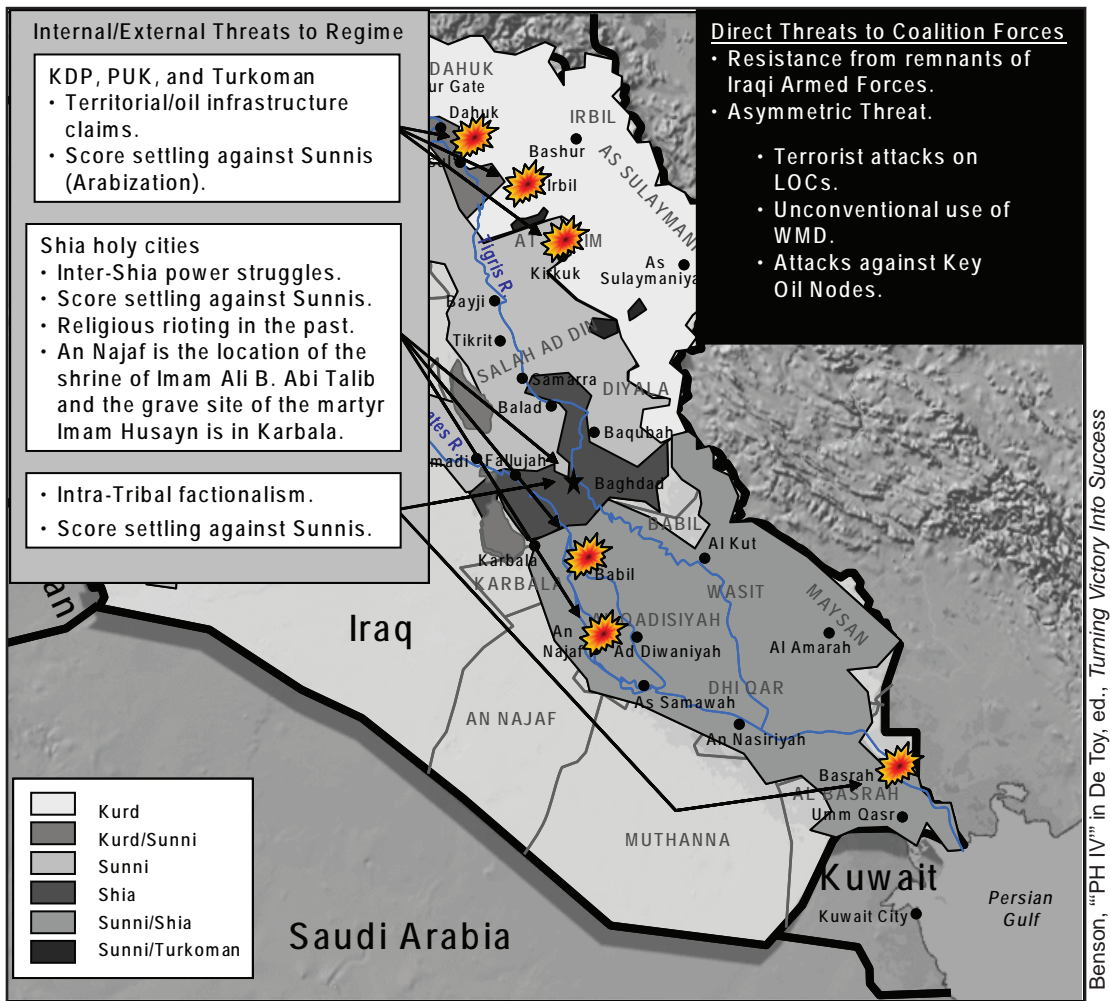 Internal/External Threats to Regime
KDP, PUK, and Turkoman
• Territorial/oil infrastructure
claims.
• Score settling against Sunnis
(Arabization).
Shia holy cities
• Inter-Shia power struggles.
• Score settling against Sunnis.
• Religious rioting in the past.
• An Najaf is the location of the
shrine of Imam Ali B. Abi Talib
and the grave site of the martyr
Imam Husayn is in Karbala.
• Intra-Tribal factionalism.
• Score settling against Sunnis.
Direct Threats to Coalition Forces
• Resistance from remnants of
Iraqi Armed Forces.
• Asymmetric Threat.
• Terrorist attacks on
LOCs.
• Unconventional use of
WMD.
• Attacks against Key
Oil Nodes.
DAHUK
ur Gate
Dahuk
IRBIL
Bashur
AS SULAYMANI
Irbil
AT
IM
Kirkuk
As
Sulaymaniya
Tigris R.
Bayji
Tikrit
SALAH AD DIN
Samarra
DIYALA
Balad
Baqubah
ates R.
madi
Fallujah
Baghdad
BABIL
Karbala
Al Kut
KARBALA
Babil
WASIT
MAYSAN
QADISIYAH
An
Najaf
Ad Diwaniyah
Al Amarah
Iraq
DHI QAR
As Samawah
AN NAJAF
An Nasiriyah
Basrah
AL BASRAH
Umm Qasr
MUTHANNA
Kuwait
Kuwait City
Persian
Gulf
Saudi Arabia
an
Kurd
Kurd/Sunni
Sunni
Shia
Sunni/Shia
Sunni/Turkoman
Benson, "'PH IV'" in De Toy, ed., Turning Victory Into Success